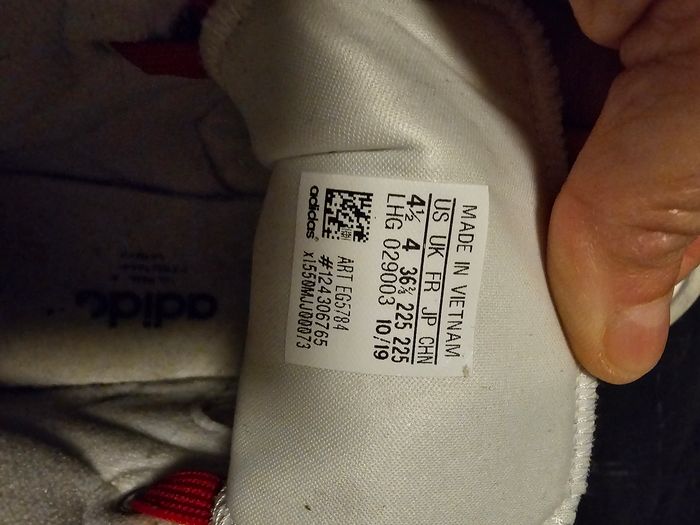 MADE IN VIETNAM
US UK FR JP CHN
4½ 4 36⅔ 225 225
LHG 029003 10/19
ART EG5784
#124306765
x1550MJJ00073
adidas
adidas